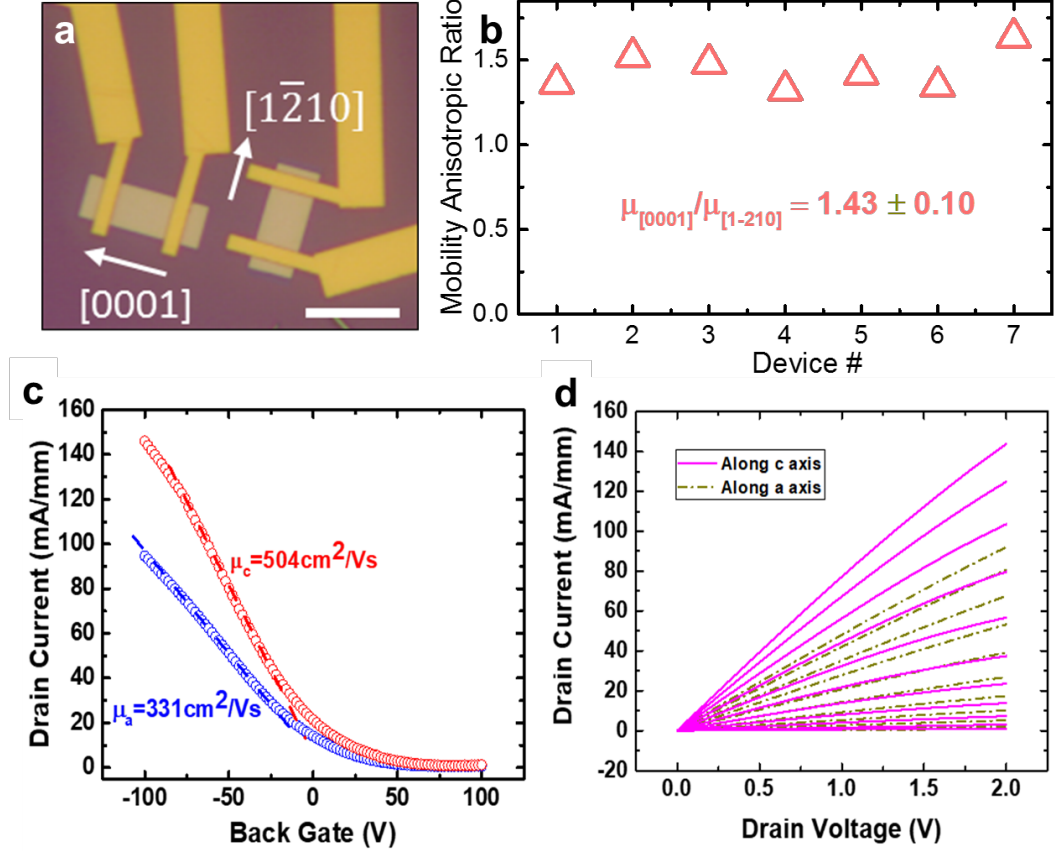 a
[12̅10]
[0001]
b
Mobility Anisotropic Ratio
1.5
1.0
0.5
0.0
μ[0001]/μ[1-210] = 1.43 ± 0.10
1 2 3 4 5 6 7
Device #
c
Drain Current (mA/mm)
160
140
120
100
80
60
40
20
0
μc=504cm²/Vs
μa=331cm²/Vs
-100 -50 0 50 100
Back Gate (V)
d
Drain Current (mA/mm)
160
140
120
100
80
60
40
20
0
-20
Along c axis
Along a axis
0.0 0.5 1.0 1.5 2.0
Drain Voltage (V)